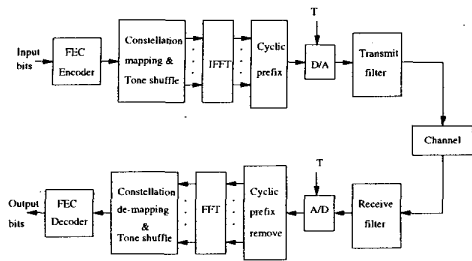 T
Input
bits
FEC
Encoder
Constellation
mapping &
Tone shuffle
IFFT
Cyclic
prefix
D/A
Transmit
filter
Channel
T
Output
bits
FEC
Decoder
Constellation
de-mapping
&
Tone shuffle
FFT
Cyclic
prefix
remove
A/D
Receive
filter